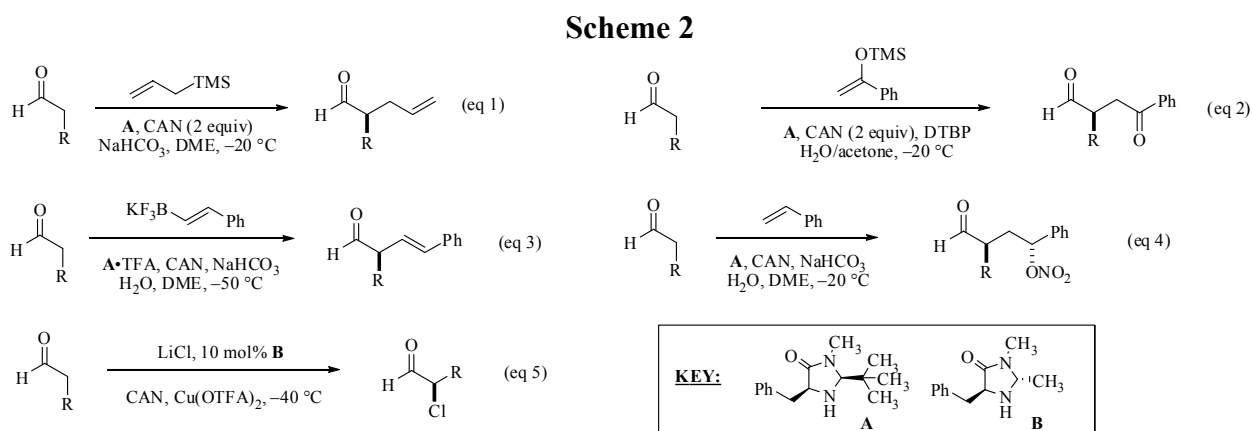 Scheme 2
O
H
R
TMS
A, CAN (2 equiv)
NaHCO₃, DME, –20 °C
O
H
R
(eq 1)
O
H
R
OTMS
Ph
A, CAN (2 equiv), DTBP
H₂O/acetone, –20 °C
O
H
R
O
Ph
(eq 2)
O
H
R
KF₃B
Ph
A•TFA, CAN, NaHCO₃
H₂O, DME, –50 °C
O
H
R
Ph
(eq 3)
O
H
R
Ph
A, CAN, NaHCO₃
H₂O, DME, –20 °C
O
H
R
Ph
ONO₂
(eq 4)
O
H
R
LiCl, 10 mol% B
CAN, Cu(OTFA)₂, –40 °C
O
H
R
Cl
(eq 5)
KEY:
O
CH₃
N
CH₃
CH₃
CH₃
Ph
NH
A
O
CH₃
N
CH₃
Ph
NH
B